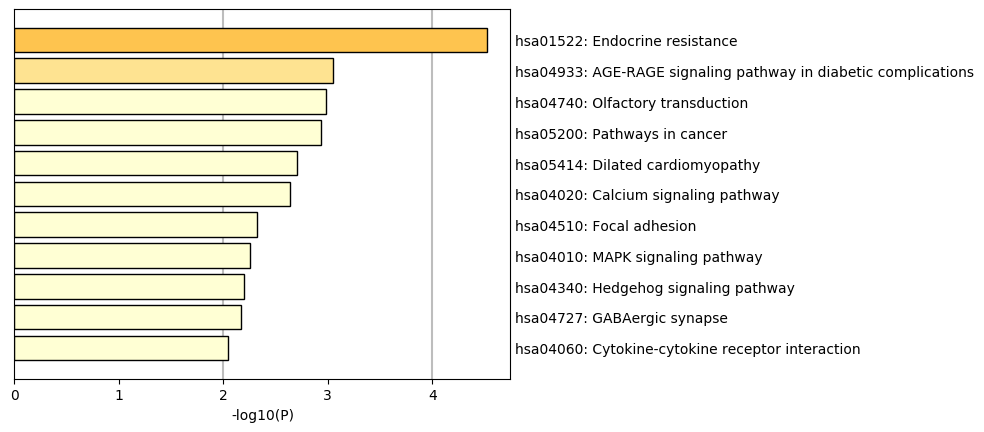 hsa01522: Endocrine resistance
hsa04933: AGE-RAGE signaling pathway in diabetic complications
hsa04740: Olfactory transduction
hsa05200: Pathways in cancer
hsa05414: Dilated cardiomyopathy
hsa04020: Calcium signaling pathway
hsa04510: Focal adhesion
hsa04010: MAPK signaling pathway
hsa04340: Hedgehog signaling pathway
hsa04727: GABAergic synapse
hsa04060: Cytokine-cytokine receptor interaction
0 1 2 3 4
-log10(P)